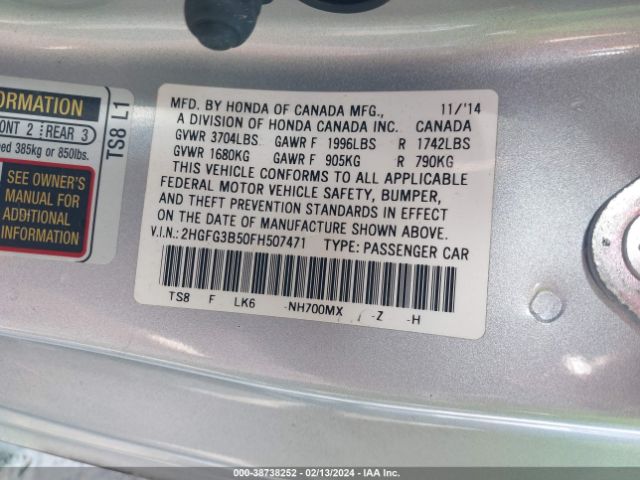 ORMATION
ONT 2 REAR 3
ed 385kg or 850lbs.
SEE OWNER'S
MANUAL FOR
ADDITIONAL
INFORMATION
TS8 L1
MFD. BY HONDA OF CANADA MFG., 11/'14
A DIVISION OF HONDA CANADA INC. CANADA
GVWR 3704LBS GAWR F 1996LBS R 1742LBS
GVWR 1680KG GAWR F 905KG R 790KG
THIS VEHICLE CONFORMS TO ALL APPLICABLE
FEDERAL MOTOR VEHICLE SAFETY, BUMPER,
AND THEFT PREVENTION STANDARDS IN EFFECT
ON THE DATE OF MANUFACTURE SHOWN ABOVE.
V.I.N.: 2HGFG3B50FH507471 TYPE: PASSENGER CAR
TS8 F LK6 -NH700MX -Z -H
000-38738252 - 02/13/2024 - IAA Inc.